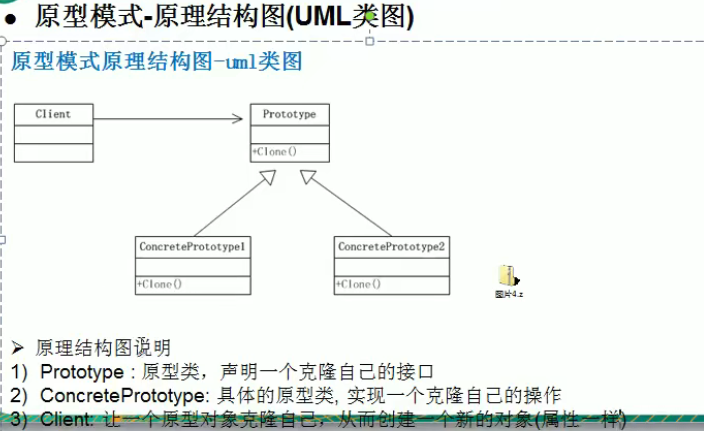 ● 原型模式-原理结构图(UML类图)
原型模式原理结构图-uml类图
Client
Prototype
+Clone()
ConcretePrototype1
+Clone()
ConcretePrototype2
+Clone()
图片4.z
➢ 原理结构图说明
1) Prototype : 原型类，声明一个克隆自己的接口
2) ConcretePrototype: 具体的原型类, 实现一个克隆自己的操作
3) Client: 让一个原型对象克隆自己，从而创建一个新的对象(属性一样)